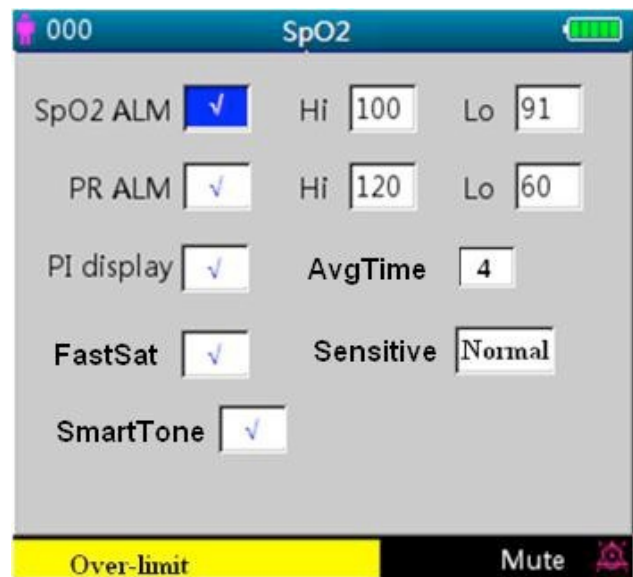 000 SpO2
SpO2 ALM √ Hi 100 Lo 91
PR ALM √ Hi 120 Lo 60
PI display √ AvgTime 4
FastSat √ Sensitive Normal
SmartTone √
Over-limit Mute